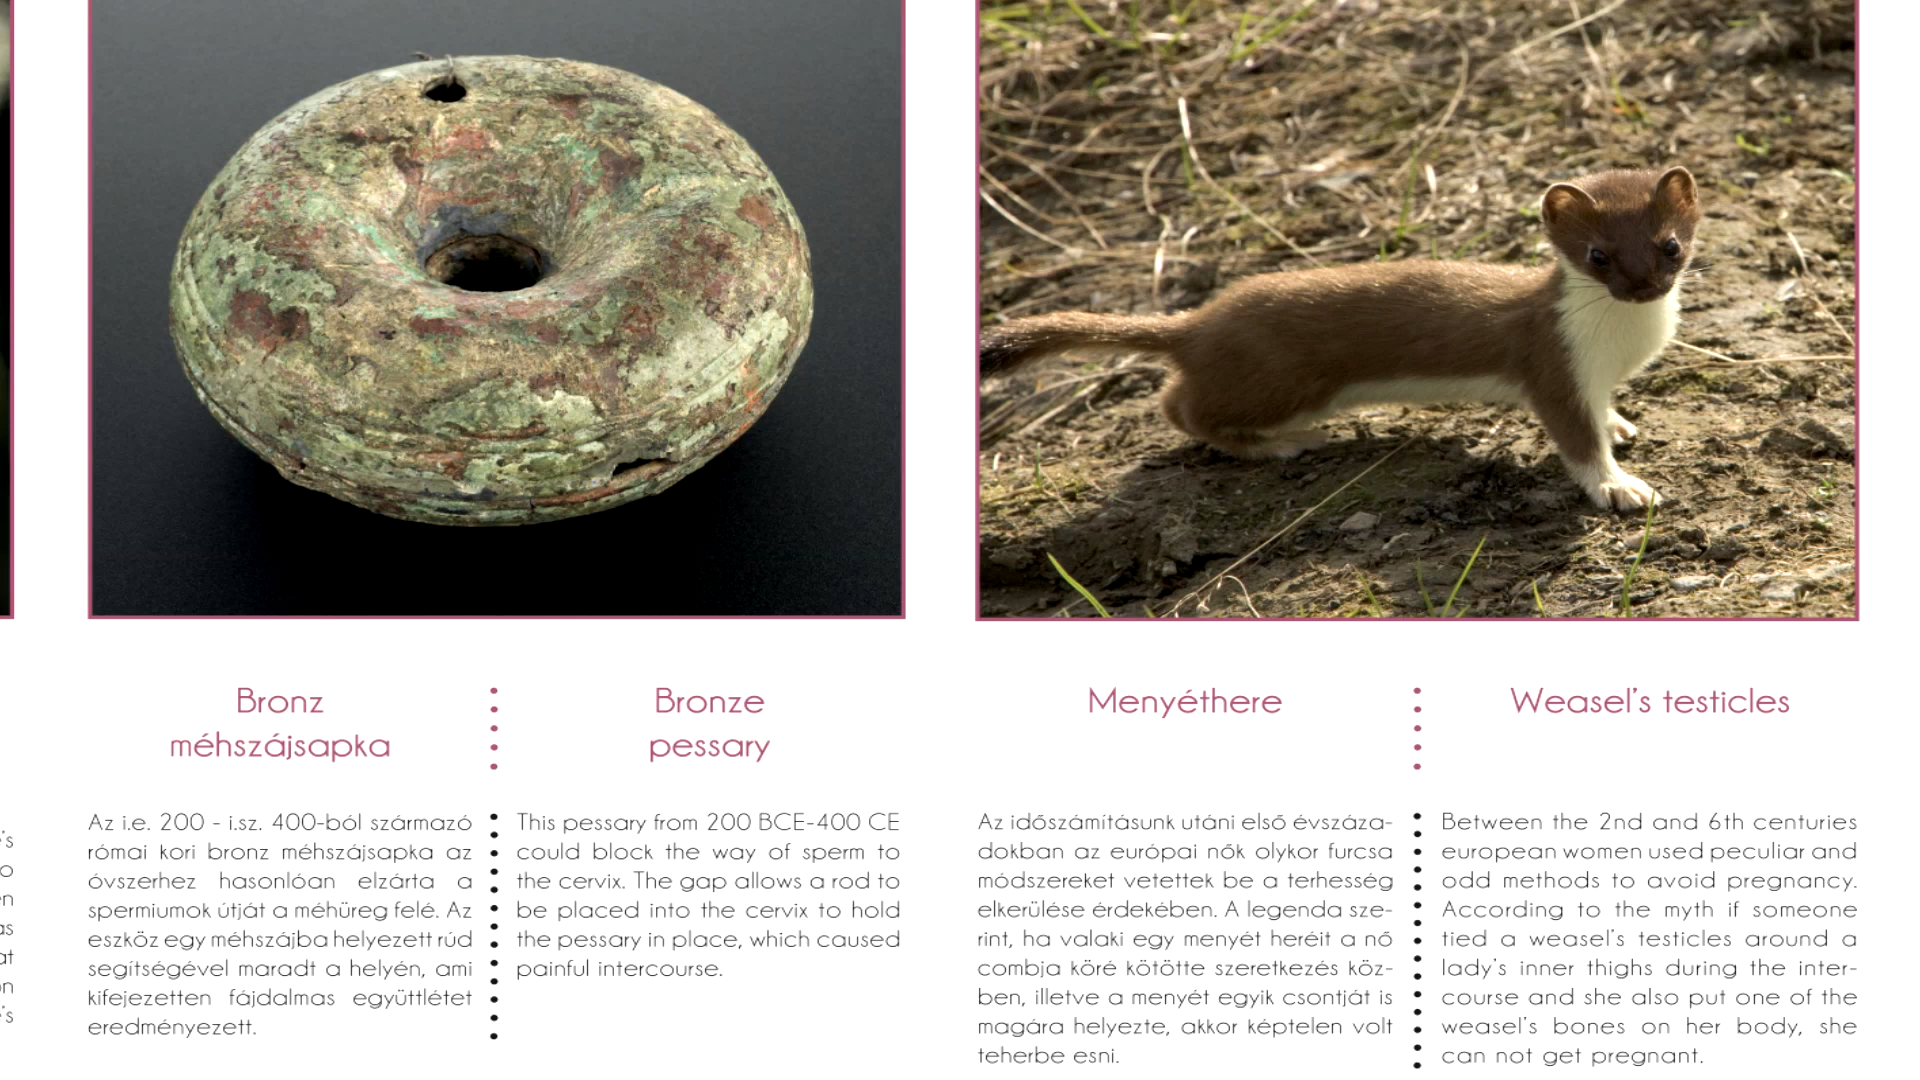 Bronz
méhszájsapka
Az i.e. 200 - i.sz. 400-ból származó
római kori bronz méhszájsapka az
óvszerhez hasonlóan elzárta a
spermiumok útját a méhüreg felé. Az
eszköz egy méhszájba helyezett rúd
segítségével maradt a helyén, ami
kifejezetten fájdalmas együttlétet
eredményezett.
Bronze
pessary
This pessary from 200 BCE-400 CE
could block the way of sperm to
the cervix. The gap allows a rod to
be placed into the cervix to hold
the pessary in place, which caused
painful intercourse.
Menyéthere
Az időszámításunk utáni első évszáza-
dokban az európai nők olykor furcsa
módszereket vetettek be a terhesség
elkerülése érdekében. A legenda sze-
rint, ha valaki egy menyét heréit a nő
combja köré kötötte szeretkezés köz-
ben, illetve a menyét egyik csontját is
magára helyezte, akkor képtelen volt
teherbe esni.
Weasel's testicles
Between the 2nd and 6th centuries
european women used peculiar and
odd methods to avoid pregnancy.
According to the myth if someone
tied a weasel's testicles around a
lady's inner thighs during the inter-
course and she also put one of the
weasel's bones on her body, she
can not get pregnant.